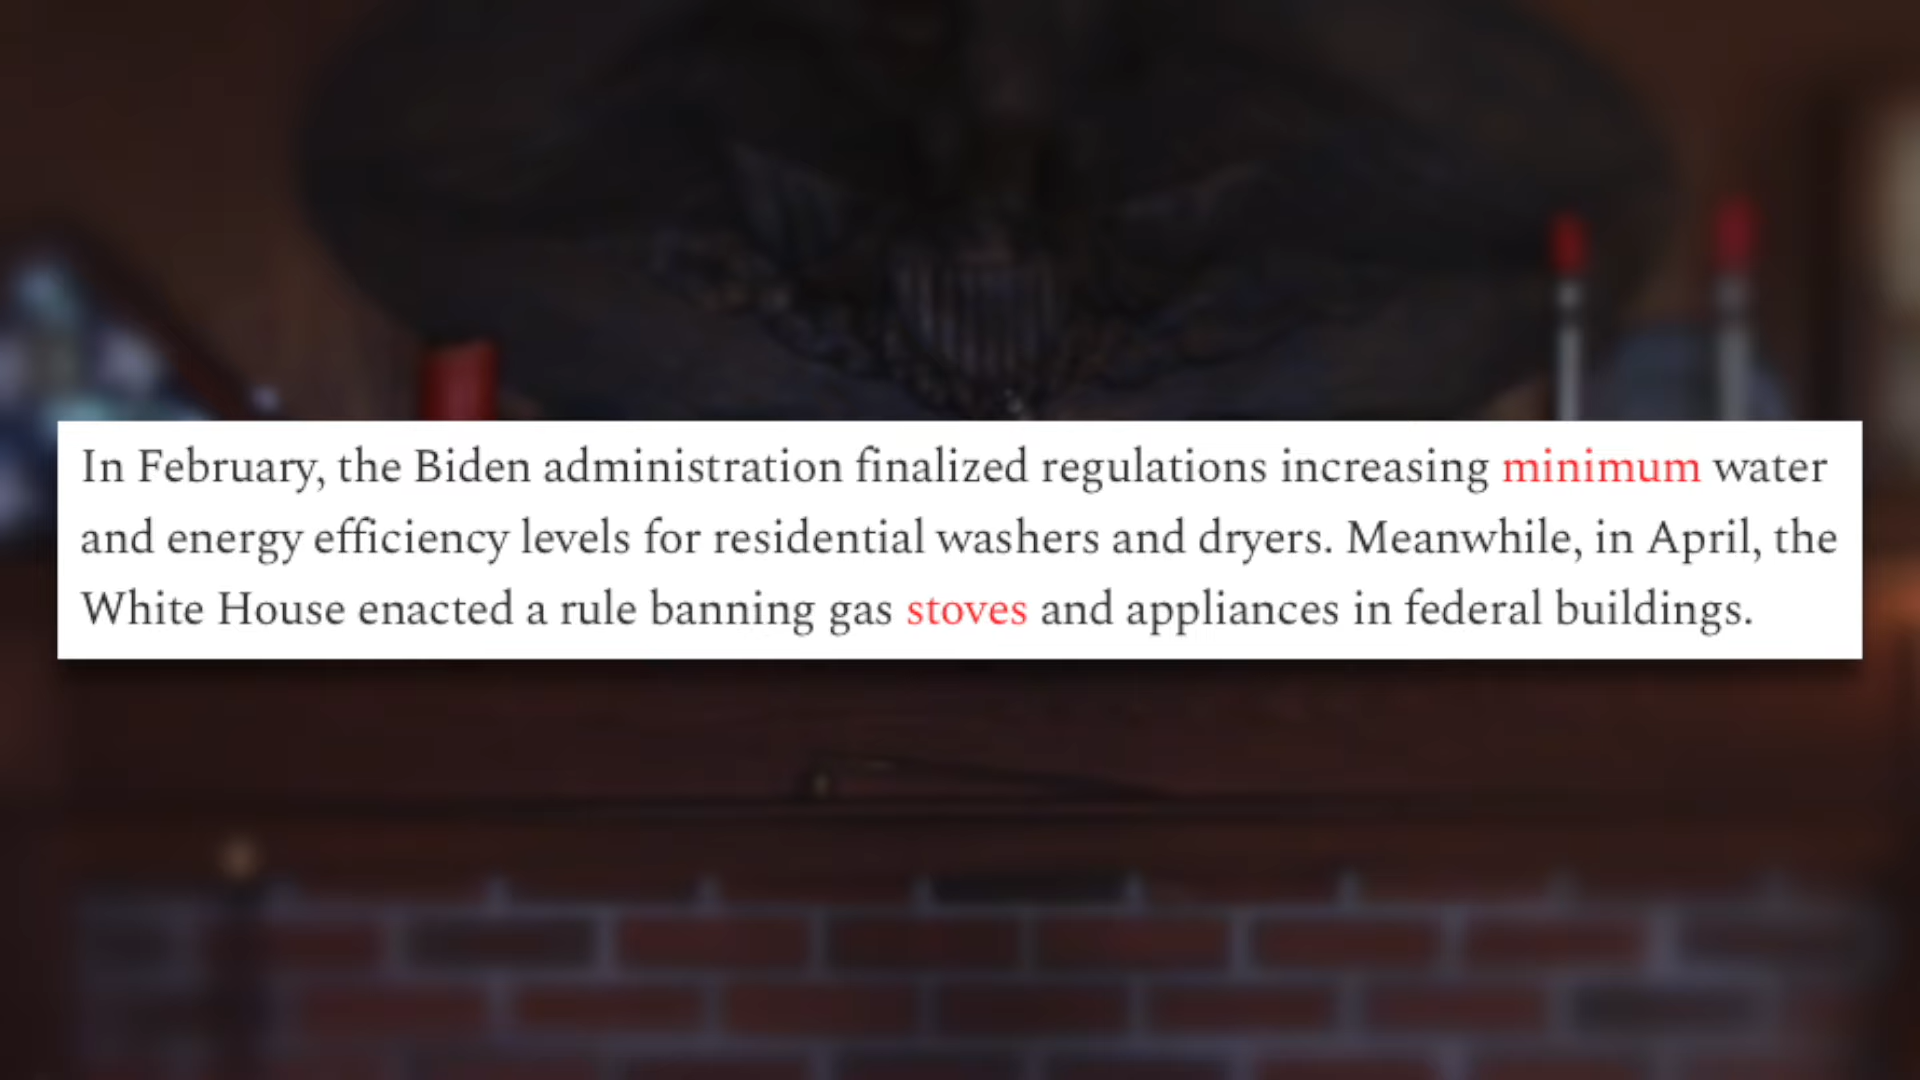 In February, the Biden administration finalized regulations increasing minimum water
and energy efficiency levels for residential washers and dryers. Meanwhile, in April, the
White House enacted a rule banning gas stoves and appliances in federal buildings.